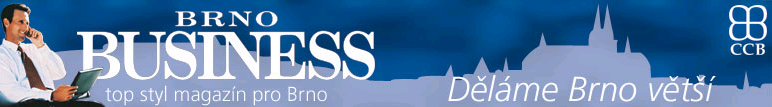 BRNO
BUSINESS
top styl magazín pro Brno
Děláme Brno větší
CCB